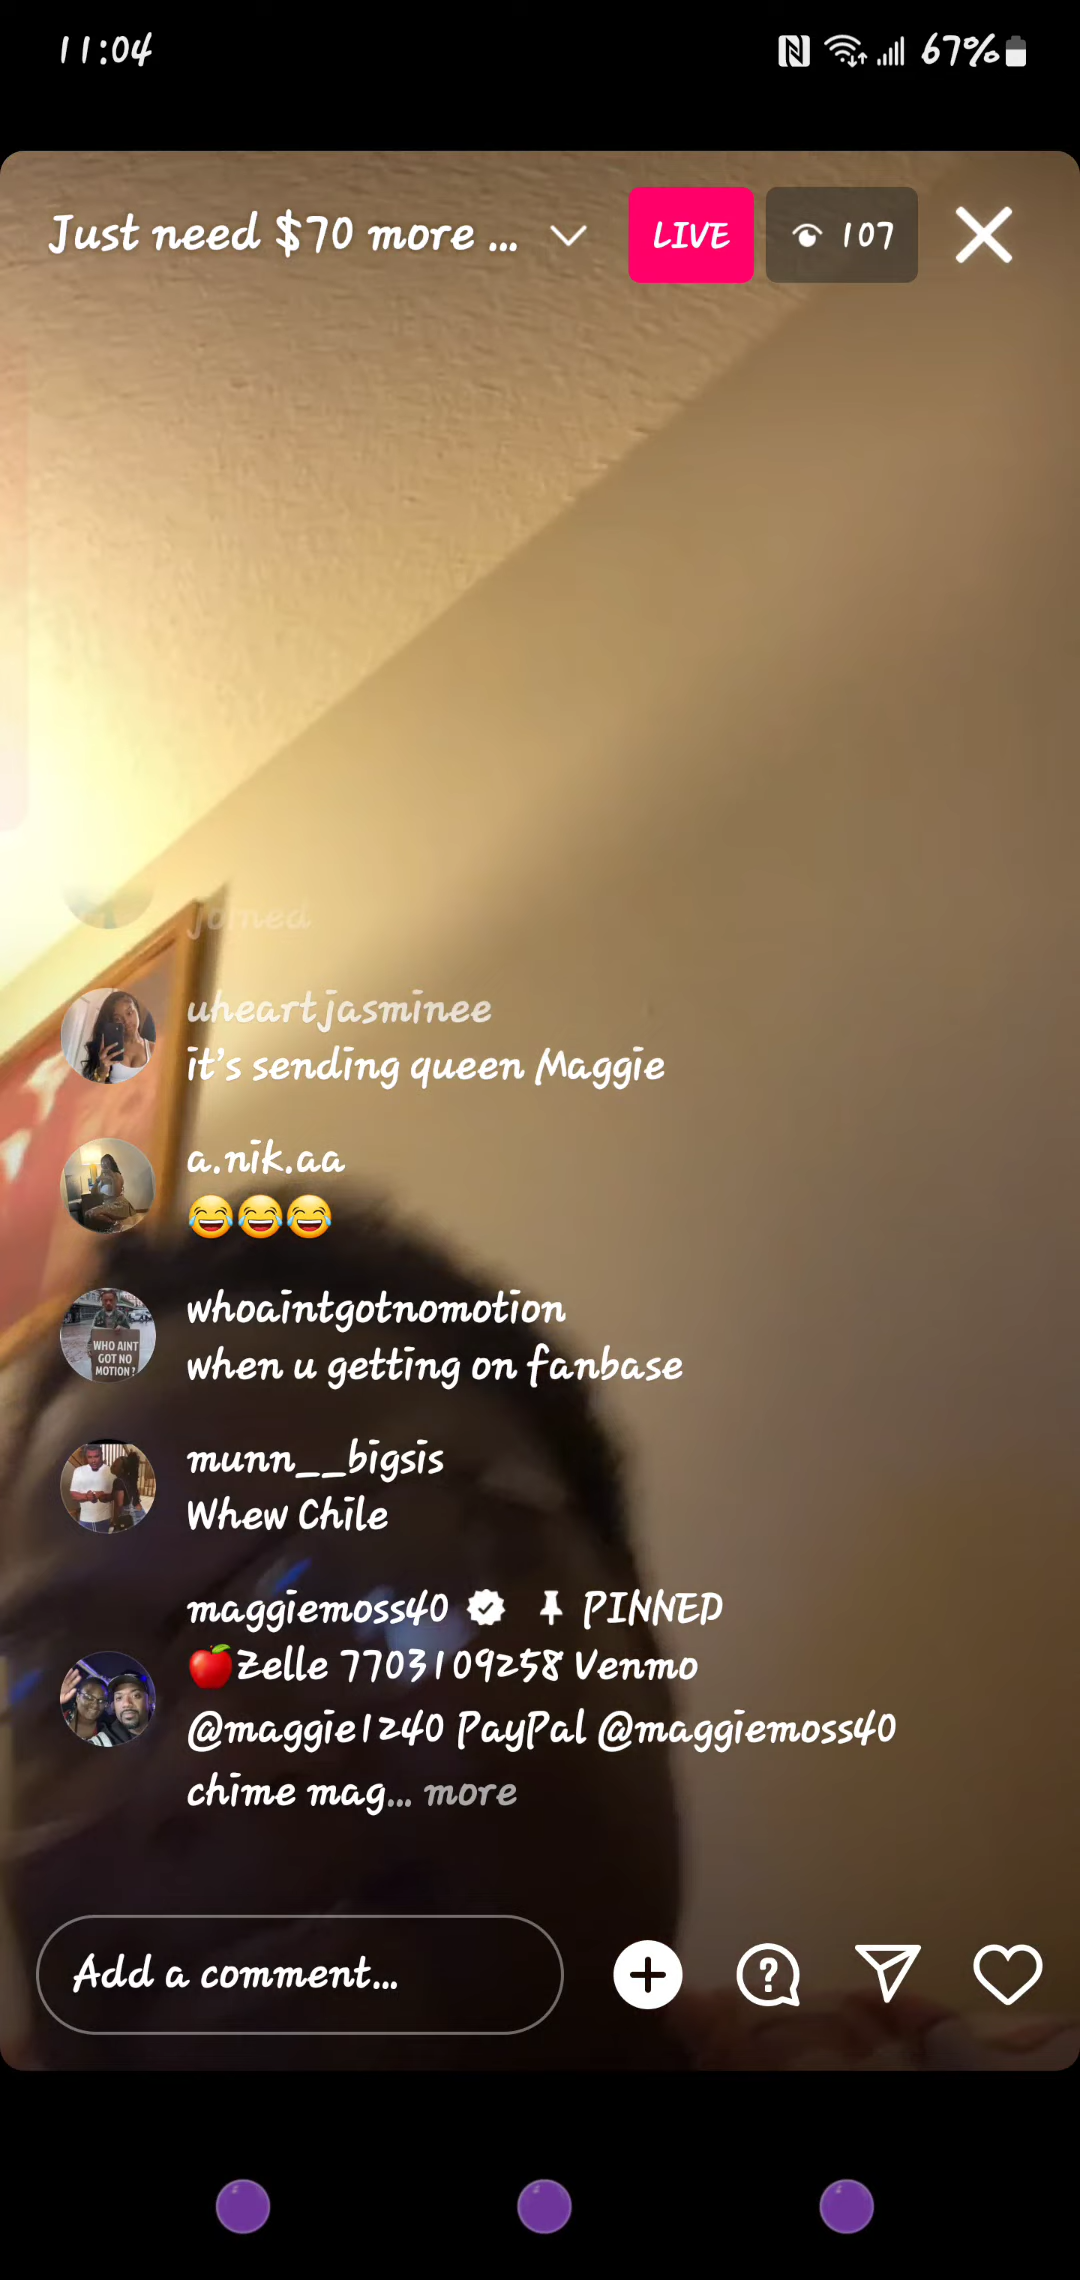 11:04
67%
Just need $70 more ...
LIVE
107
joined
uheartjasminee
it's sending queen Maggie
a.nik.aa
😂😂😂
whoaintgotnomotion
when u getting on fanbase
WHO AINT
GOT NO
MOTION?
munn__bigsis
Whew Chile
maggiemoss40 PINNED
🍎Zelle 7703109258 Venmo
@maggie1240 PayPal @maggiemoss40
chime mag... more
Add a comment...